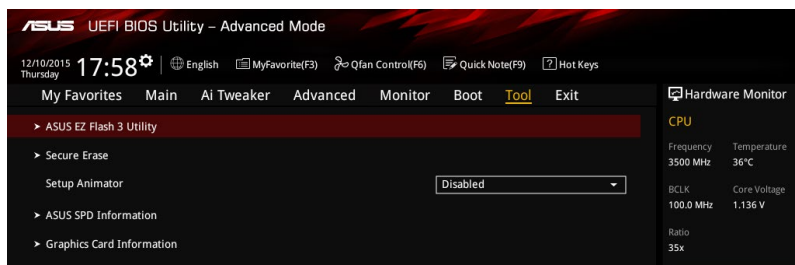 ASUS UEFI BIOS Utility – Advanced Mode
12/10/2015
Thursday
17:58
English
MyFavorite(F3)
Qfan Control(F6)
Quick Note(F9)
? Hot Keys
My Favorites Main Ai Tweaker Advanced Monitor Boot Tool Exit
> ASUS EZ Flash 3 Utility
> Secure Erase
Setup Animator Disabled
> ASUS SPD Information
> Graphics Card Information
Hardware Monitor
CPU
Frequency Temperature
3500 MHz 36°C
BCLK Core Voltage
100.0 MHz 1.136 V
Ratio
35x